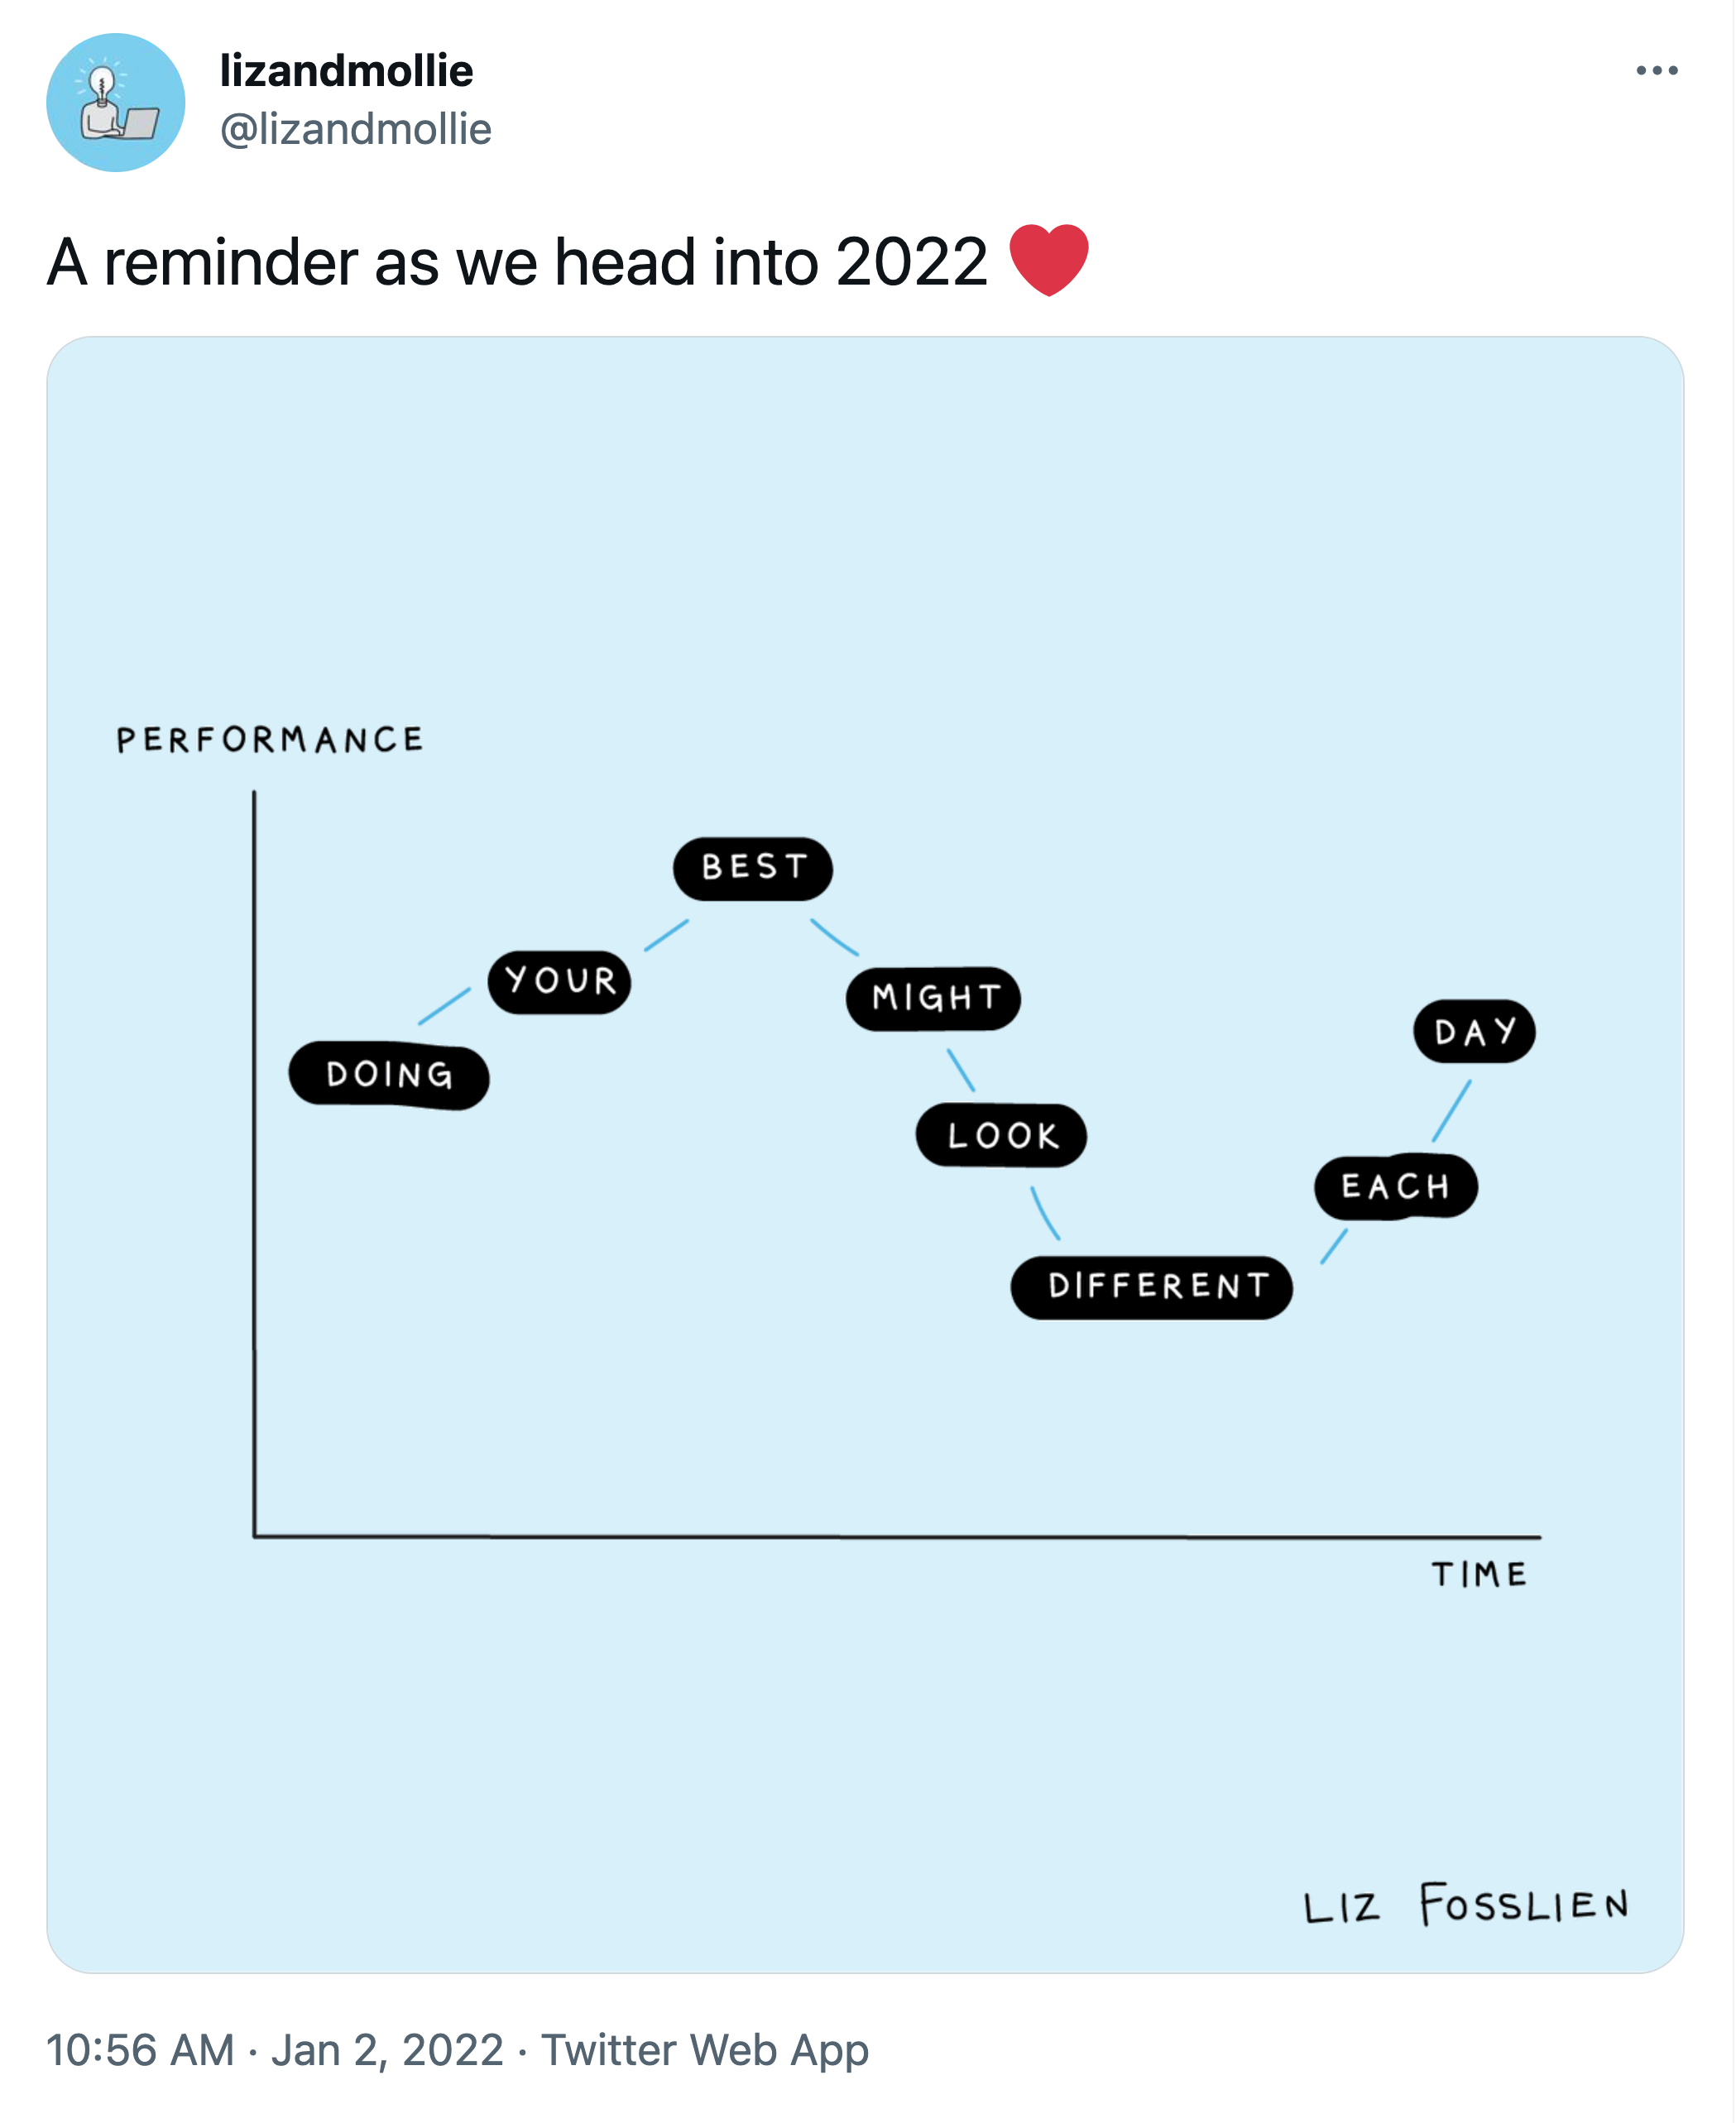 lizandmollie
@lizandmollie
A reminder as we head into 2022 ❤️
PERFORMANCE
DOING
YOUR
BEST
MIGHT
LOOK
DIFFERENT
EACH
DAY
TIME
LIZ FOSSLIEN
10:56 AM · Jan 2, 2022 · Twitter Web App